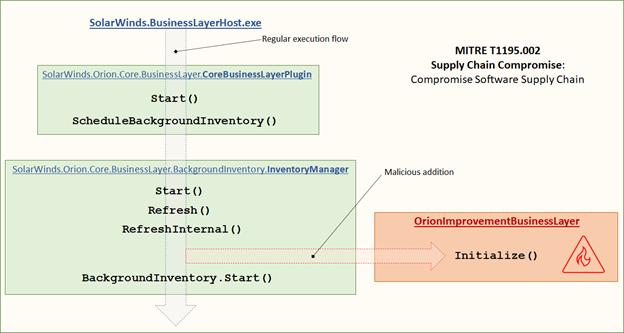 SolarWinds.BusinessLayerHost.exe
Regular execution flow
MITRE T1195.002
Supply Chain Compromise:
Compromise Software Supply Chain
SolarWinds.Orion.Core.BusinessLayer.CoreBusinessLayerPlugin
Start()
ScheduleBackgroundInventory()
SolarWinds.Orion.Core.BusinessLayer.BackgroundInventory.InventoryManager
Start()
Refresh()
RefreshInternal()
Malicious addition
OrionImprovementBusinessLayer
Initialize()
BackgroundInventory.Start()